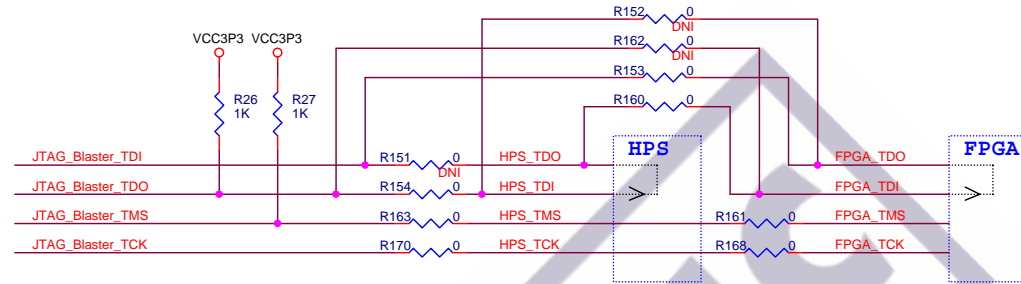 R152 0
DNI
VCC3P3 VCC3P3
R162 0
DNI
R153 0
R26
1K
R27
1K
R160 0
HPS
FPGA
JTAG_Blaster_TDI R151 0 HPS_TDO FPGA_TDO
DNI
JTAG_Blaster_TDO R154 0 HPS_TDI FPGA_TDI
JTAG_Blaster_TMS R163 0 HPS_TMS R161 0 FPGA_TMS
JTAG_Blaster_TCK R170 0 HPS_TCK R168 0 FPGA_TCK